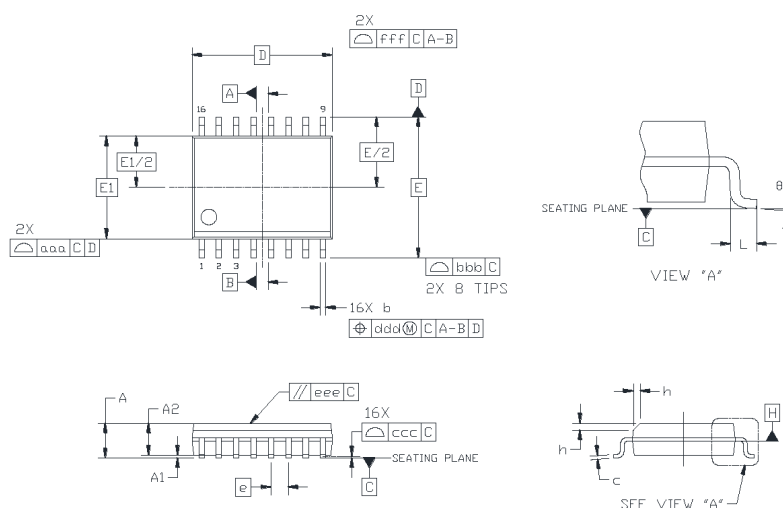 2X
⌓ fff C A-B
D
A
D
16
9
E1/2
E/2
E1
E
2X
⌓ aaa C D
1 2 3
B
⌓ bbb C
2X 8 TIPS
16X b
⌖ ddd Ⓜ C A-B D
SEATING PLANE
C
L
VIEW "A"
A
A2
// eee C
16X
⌓ ccc C
SEATING PLANE
A1
e
C
h
h
H
c
SEE VIEW "A"